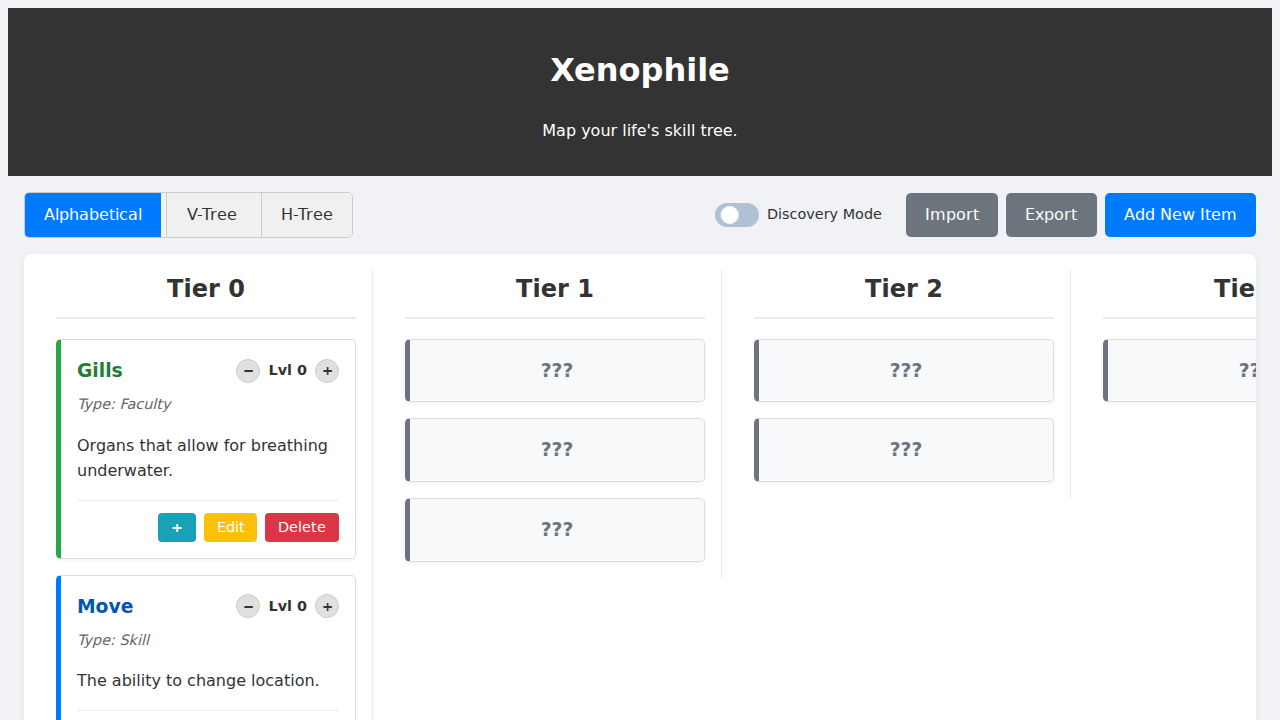 Xenophile
Map your life's skill tree.
Alphabetical
V-Tree
H-Tree
Discovery Mode
Import
Export
Add New Item
Tier 0
Gills
−
Lvl 0
+
Type: Faculty
Organs that allow for breathing
underwater.
+
Edit
Delete
Move
−
Lvl 0
+
Type: Skill
The ability to change location.
Tier 1
???
???
???
Tier 2
???
???
Tie
??